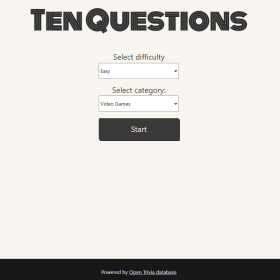 Ten Questions
Select difficulty
Easy
Select category:
Video Games
Start
Powered by Open Trivia database